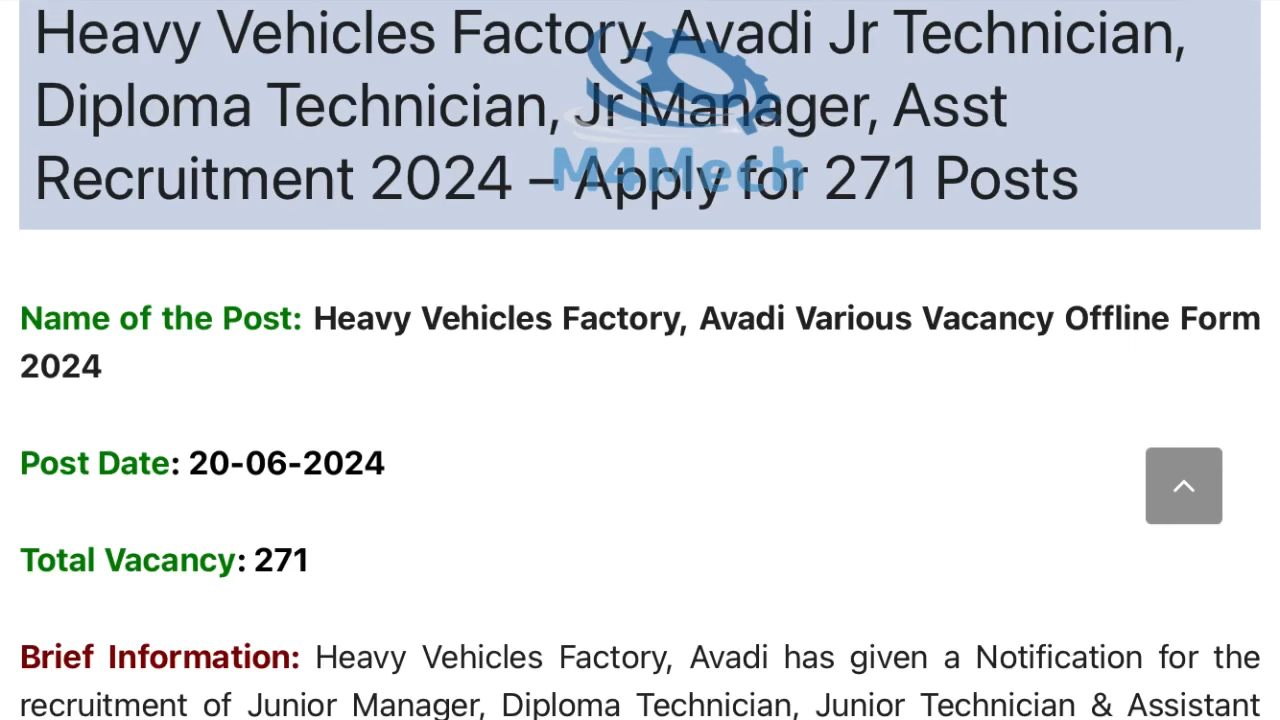 Heavy Vehicles Factory, Avadi Jr Technician,
Diploma Technician, Jr Manager, Asst
Recruitment 2024 – Apply for 271 Posts
M4Mech
Name of the Post: Heavy Vehicles Factory, Avadi Various Vacancy Offline Form
2024
Post Date: 20-06-2024
Total Vacancy: 271
Brief Information: Heavy Vehicles Factory, Avadi has given a Notification for the
recruitment of Junior Manager, Diploma Technician, Junior Technician & Assistant